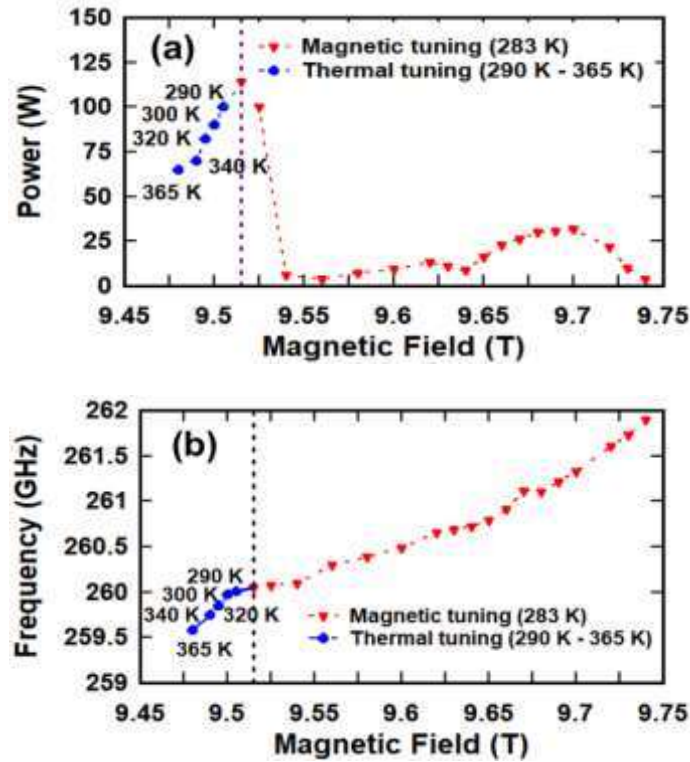 150
(a)
Magnetic tuning (283 K)
125
Thermal tuning (290 K - 365 K)
290 K
100
300 K
320 K
75
340 K
365 K
50
25
0
Power (W)
9.45 9.5 9.55 9.6 9.65 9.7 9.75
Magnetic Field (T)
262
(b)
261.5
261
260.5
290 K
260
300 K
340 K
320 K
Magnetic tuning (283 K)
259.5
Thermal tuning (290 K - 365 K)
365 K
259
Frequency (GHz)
9.45 9.5 9.55 9.6 9.65 9.7 9.75
Magnetic Field (T)